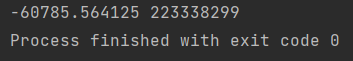 -60785.564125 223338299
Process finished with exit code 0